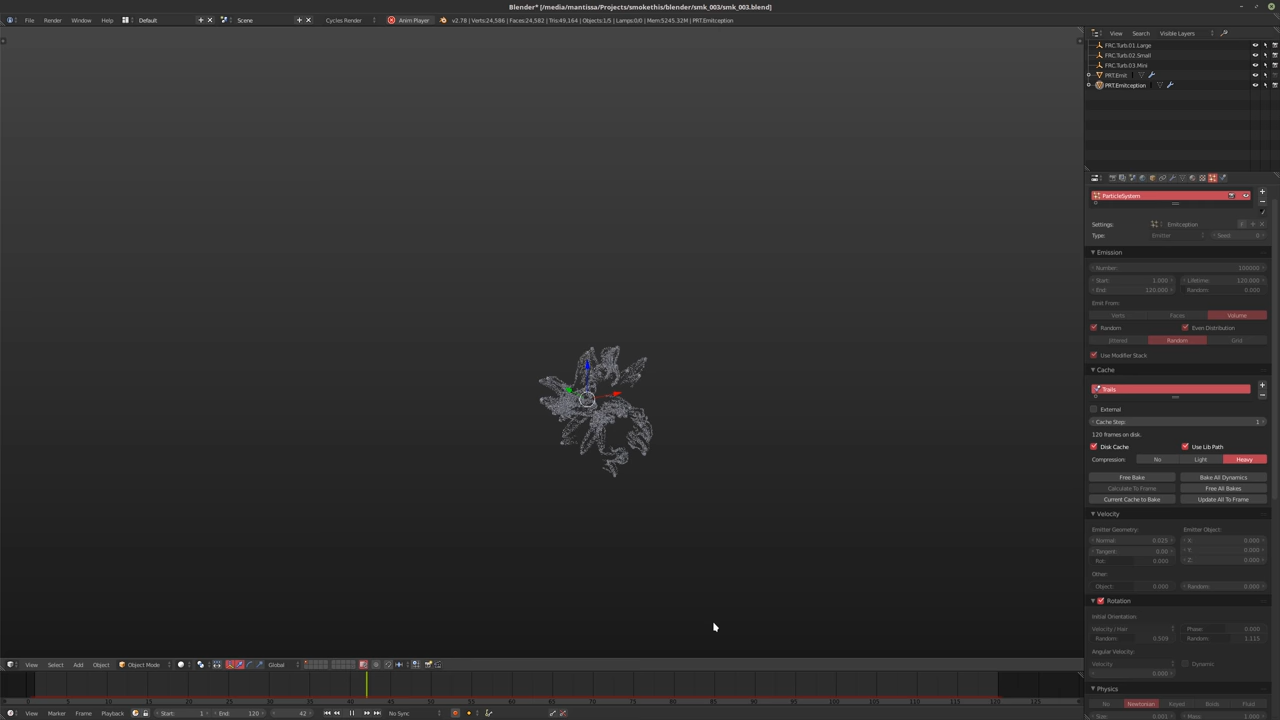 Blender* [/media/mantissa/Projects/smokethis/blender/smk_003/smk_003.blend]
File Render Window Help Default Scene Cycles Render Anim Player v2.78 | Verts:24,586 | Faces:24,582 | Tris:49,164 | Objects:1/5 | Lamps:0/0 | Mem:5245.32M | PRT.Emitception
View Search Visible Layers
FRC.Turb.01.Large
FRC.Turb.02.Small
FRC.Turb.03.Mini
PRT.Emit
PRT.Emitception
ParticleSystem
Settings: Emitception
Type: Emitter Seed: 0
Emission
Number: 100000
Start: 1.000 Lifetime: 120.000
End: 120.000 Random: 0.000
Emit From:
Verts Faces Volume
Random Even Distribution
Jittered Random Grid
Use Modifier Stack
Cache
Trails
External
Cache Step: 1
120 frames on disk.
Disk Cache Use Lib Path
Compression: No Light Heavy
Free Bake Bake All Dynamics
Calculate To Frame Free All Bakes
Current Cache to Bake Update All To Frame
Velocity
Emitter Geometry: Emitter Object:
Normal: 0.025 X: 0.000
Tangent: 0.00 Y: 0.000
Rot: 0.000 Z: 0.000
Other:
Object: 0.000 Random: 0.000
Rotation
Initial Orientation:
Velocity / Hair Phase: 0.600
Random: 0.509 Random: 1.115
Angular Velocity:
Velocity Dynamic
0.000
Physics
No Newtonian Keyed Boids Fluid
Size: 0.001 Mass: 1.000
View Select Add Object Object Mode Global
View Marker Frame Playback Start: 1 End: 120 42 No Sync